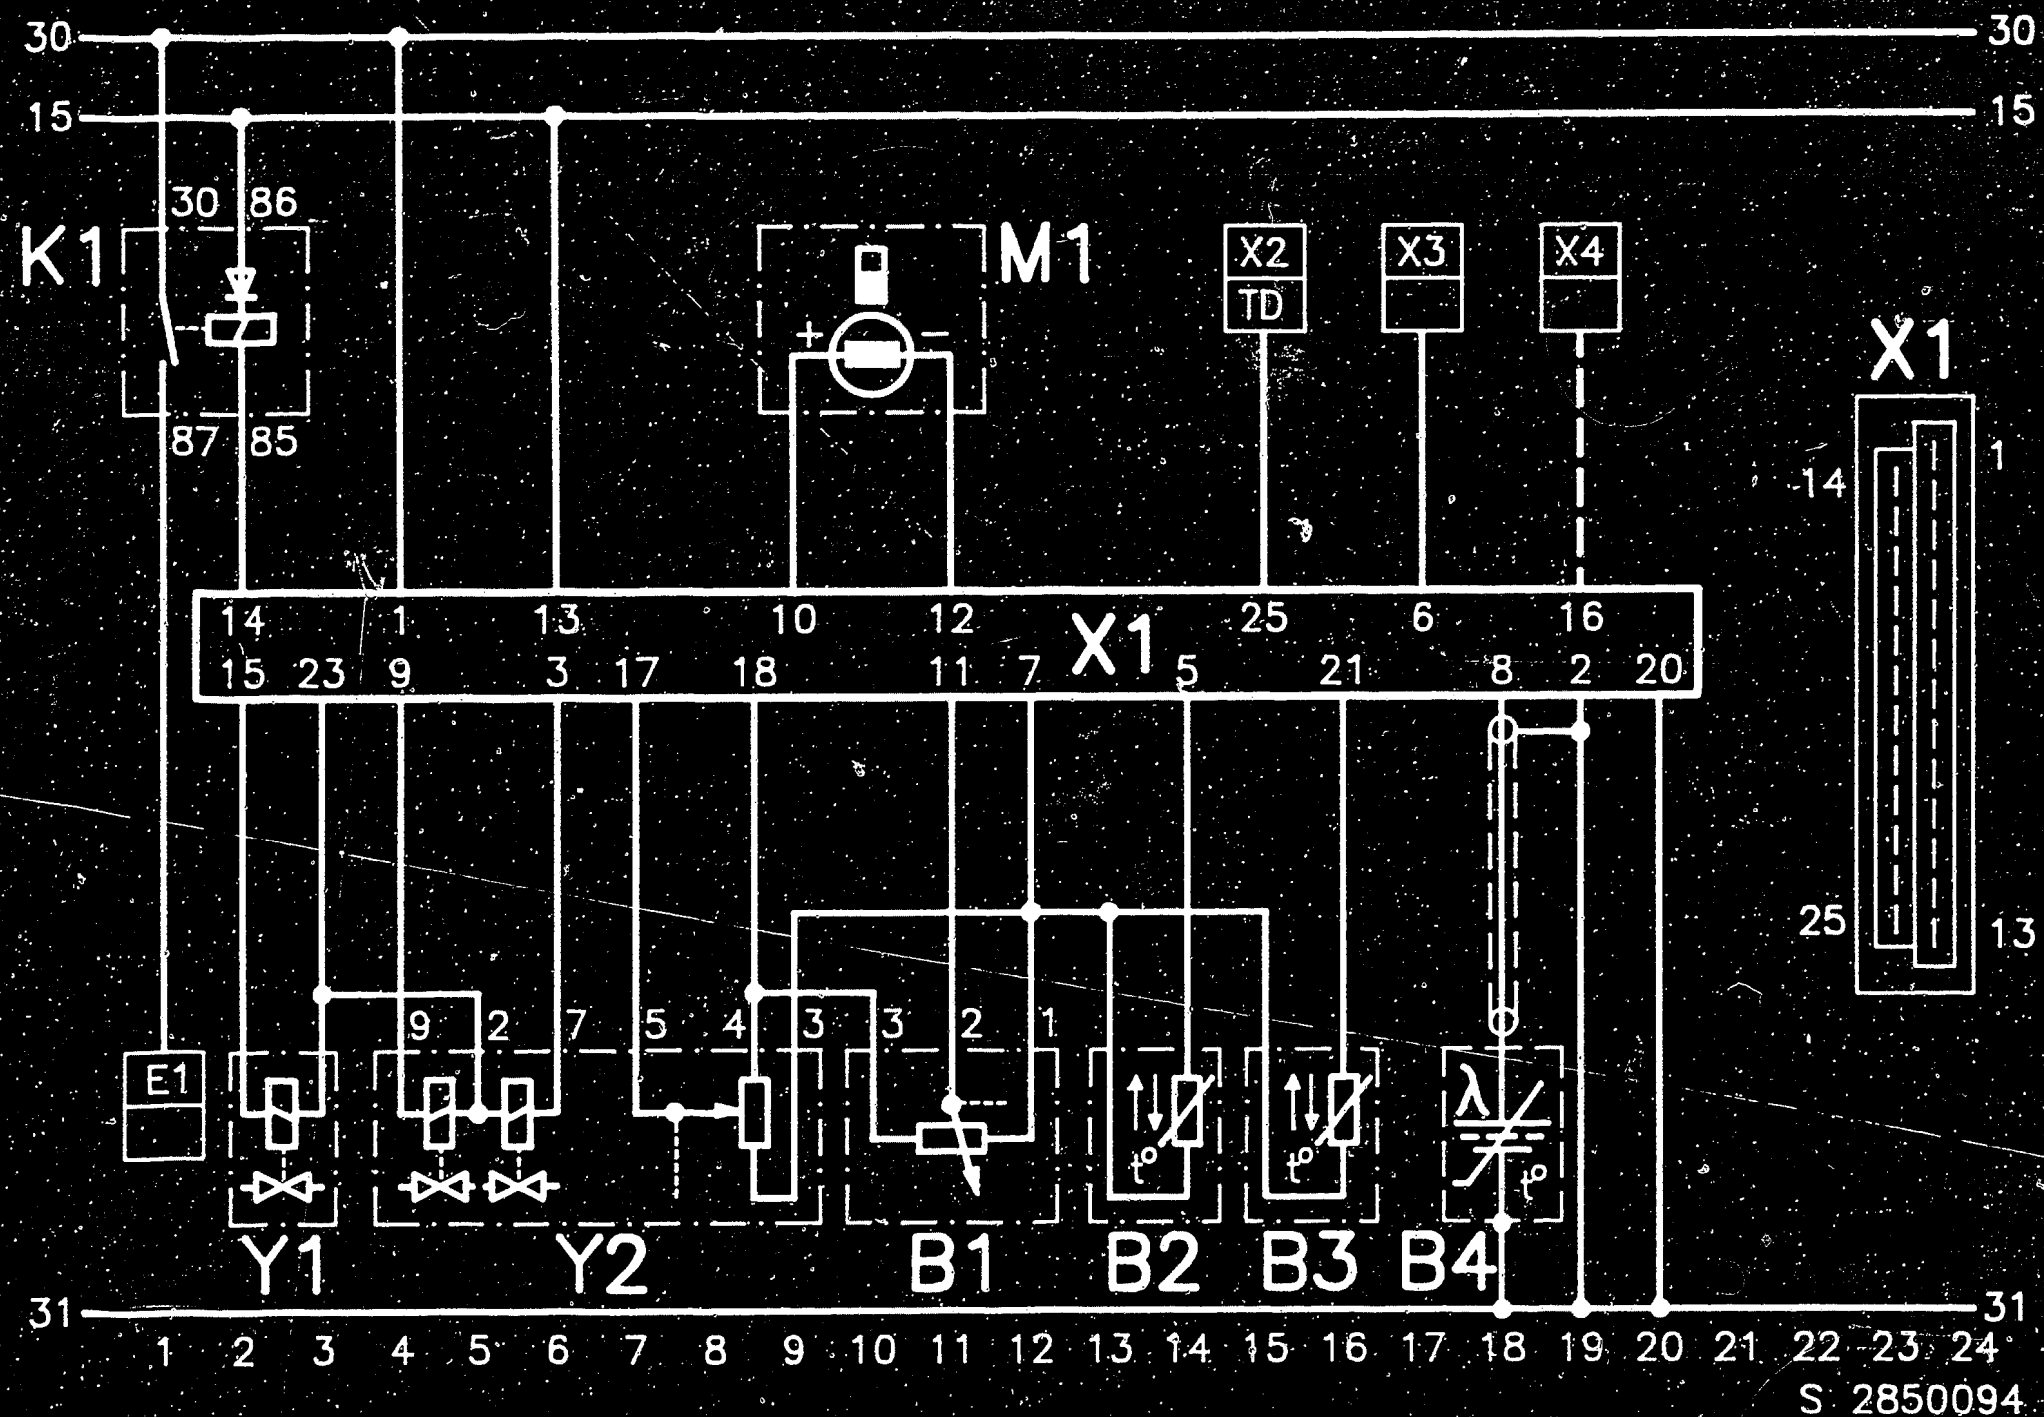 30 30
15 15
30 86
K1 M1 X2 X3 X4
TD
+ − X1
87 85 1
14
14 1 13 10 12 25 6 16
X1
15 23 9 3 17 18 11 7 5 21 8 2 20
25 13
9 2 7 5 4 3 3 2 1
E1 λ
t° t° t°
Y1 Y2 B1 B2 B3 B4
31 31
1 2 3 4 5 6 7 8 9 10 11 12 13 14 15 16 17 18 19 20 21 22 23 24
S 2850094